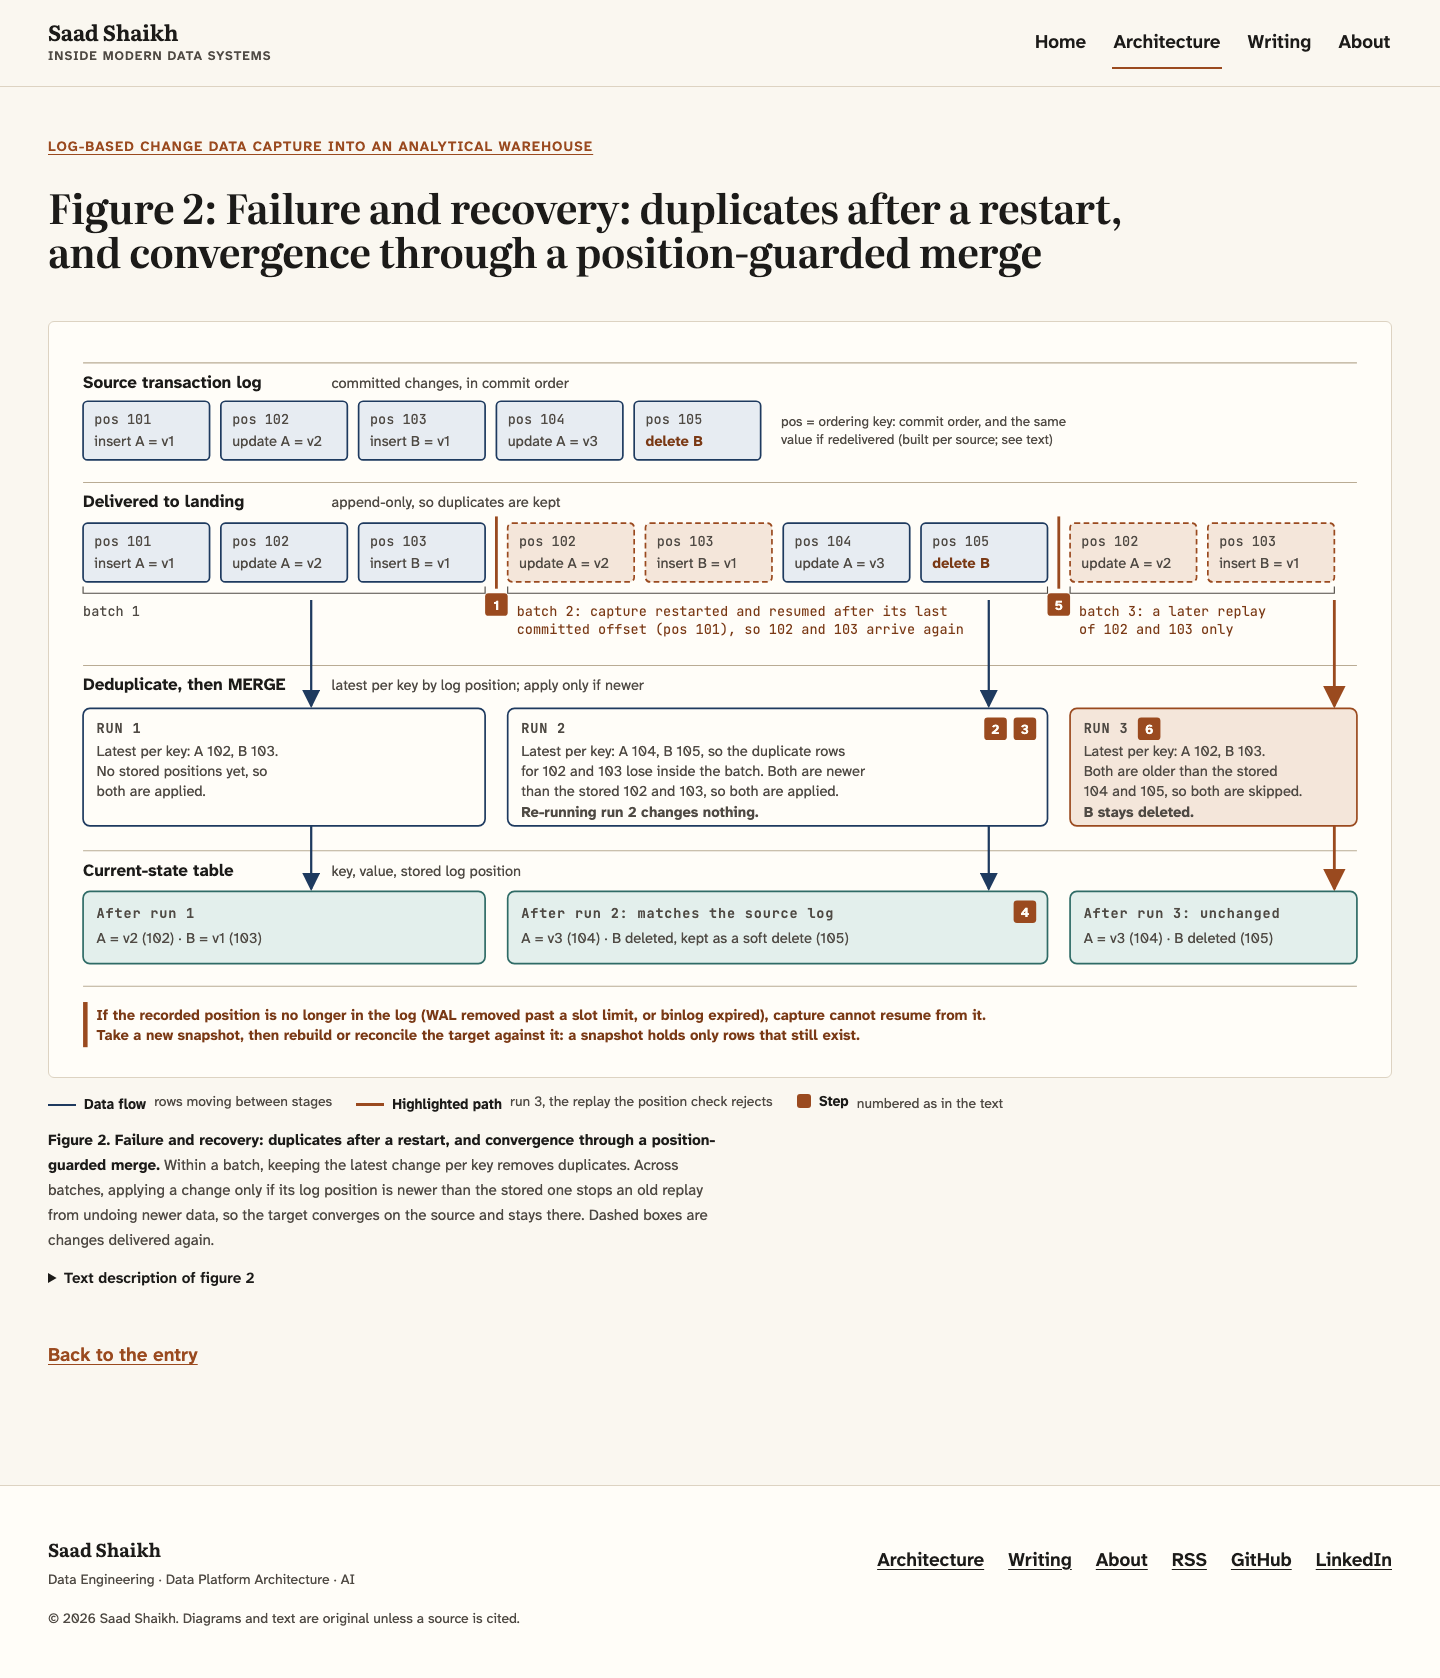 Saad Shaikh
INSIDE MODERN DATA SYSTEMS
Home Architecture Writing About
LOG-BASED CHANGE DATA CAPTURE INTO AN ANALYTICAL WAREHOUSE
Figure 2: Failure and recovery: duplicates after a restart,
and convergence through a position-guarded merge
Source transaction log committed changes, in commit order
pos 101
insert A = v1
pos 102
update A = v2
pos 103
insert B = v1
pos 104
update A = v3
pos 105
delete B
pos = ordering key: commit order, and the same
value if redelivered (built per source; see text)
Delivered to landing append-only, so duplicates are kept
pos 101
insert A = v1
pos 102
update A = v2
pos 103
insert B = v1
pos 102
update A = v2
pos 103
insert B = v1
pos 104
update A = v3
pos 105
delete B
pos 102
update A = v2
pos 103
insert B = v1
batch 1
1
batch 2: capture restarted and resumed after its last
committed offset (pos 101), so 102 and 103 arrive again
5
batch 3: a later replay
of 102 and 103 only
Deduplicate, then MERGE latest per key by log position; apply only if newer
RUN 1
Latest per key: A 102, B 103.
No stored positions yet, so
both are applied.
RUN 2 2 3
Latest per key: A 104, B 105, so the duplicate rows
for 102 and 103 lose inside the batch. Both are newer
than the stored 102 and 103, so both are applied.
Re-running run 2 changes nothing.
RUN 3 6
Latest per key: A 102, B 103.
Both are older than the stored
104 and 105, so both are skipped.
B stays deleted.
Current-state table key, value, stored log position
After run 1
A = v2 (102) · B = v1 (103)
After run 2: matches the source log 4
A = v3 (104) · B deleted, kept as a soft delete (105)
After run 3: unchanged
A = v3 (104) · B deleted (105)
If the recorded position is no longer in the log (WAL removed past a slot limit, or binlog expired), capture cannot resume from it.
Take a new snapshot, then rebuild or reconcile the target against it: a snapshot holds only rows that still exist.
Data flow rows moving between stages Highlighted path run 3, the replay the position check rejects Step numbered as in the text
Figure 2. Failure and recovery: duplicates after a restart, and convergence through a position-
guarded merge. Within a batch, keeping the latest change per key removes duplicates. Across
batches, applying a change only if its log position is newer than the stored one stops an old replay
from undoing newer data, so the target converges on the source and stays there. Dashed boxes are
changes delivered again.
Text description of figure 2
Back to the entry
Saad Shaikh
Data Engineering · Data Platform Architecture · AI
© 2026 Saad Shaikh. Diagrams and text are original unless a source is cited.
Architecture Writing About RSS GitHub LinkedIn